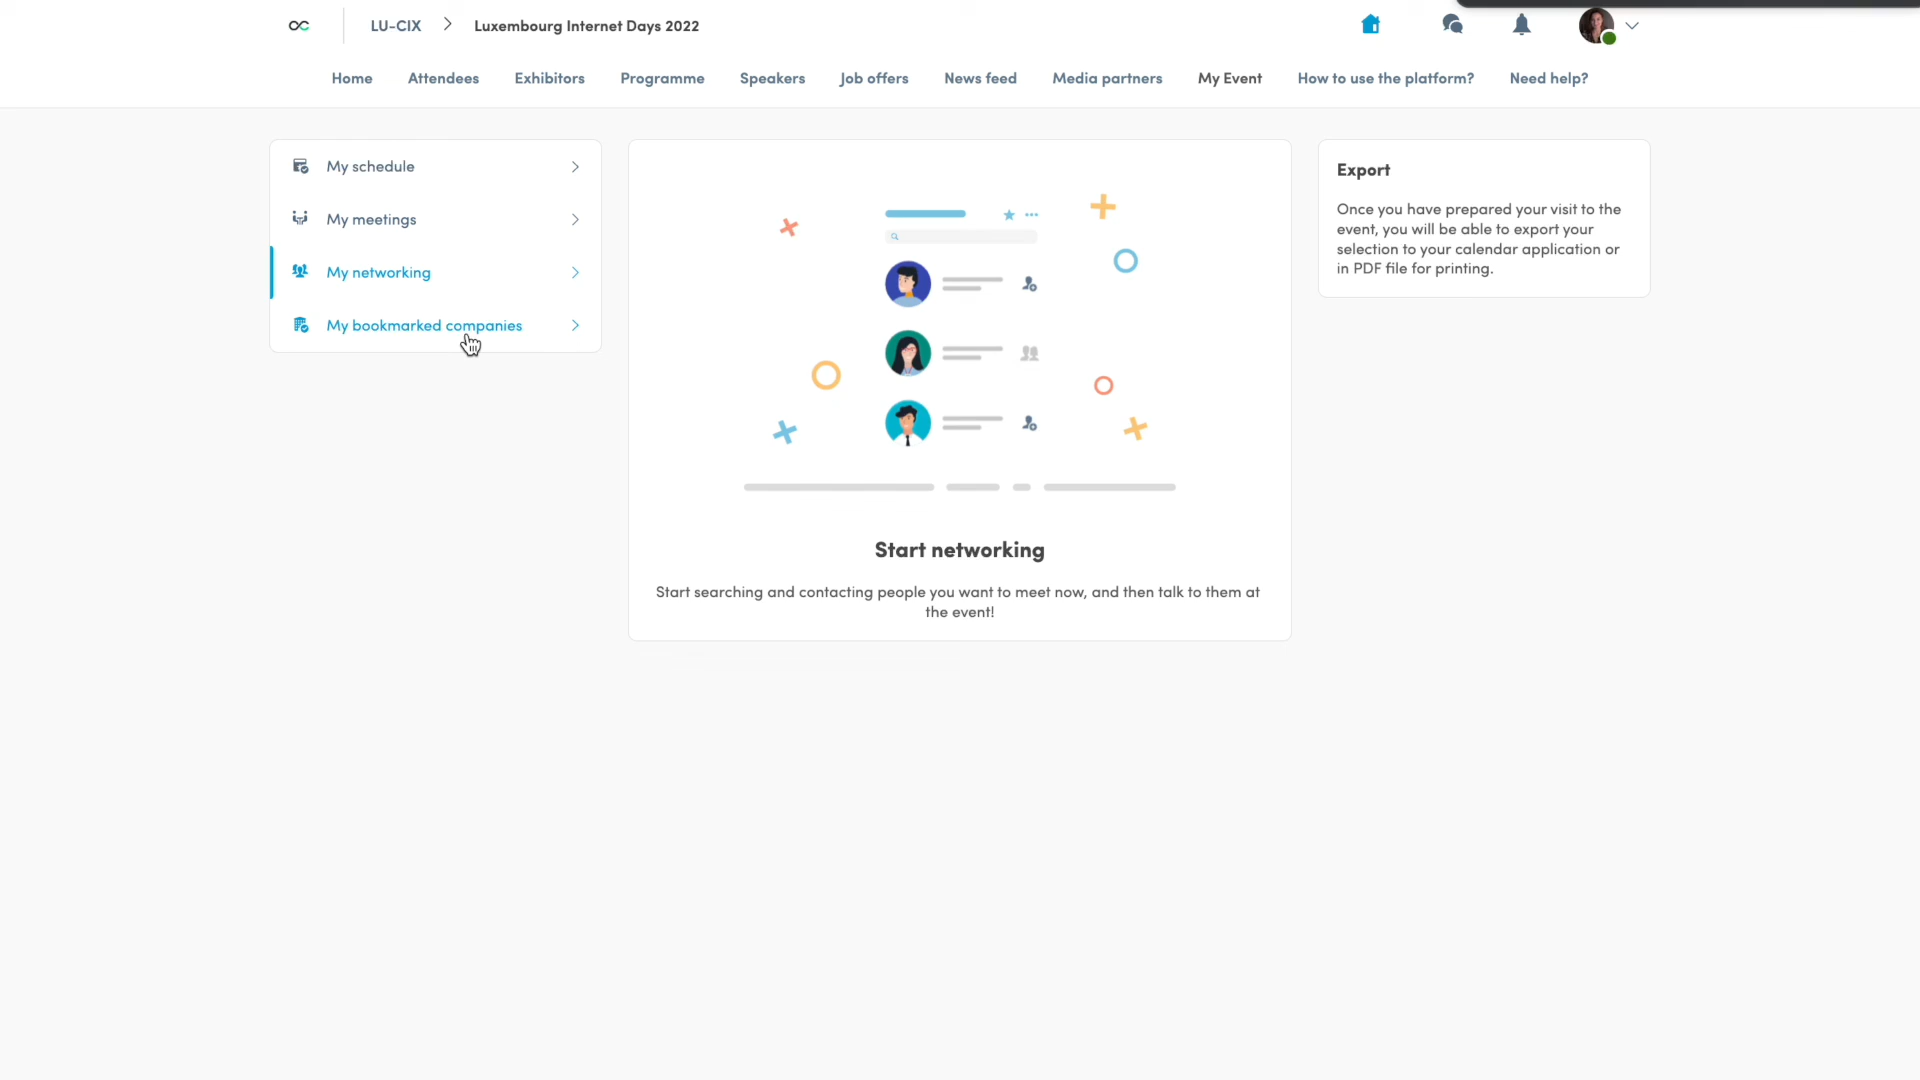 LU-CIX
Luxembourg Internet Days 2022
Home
Attendees
Exhibitors
Programme
Speakers
Job offers
News feed
Media partners
My Event
How to use the platform?
Need help?
My schedule
My meetings
My networking
My bookmarked companies
Start networking
Start searching and contacting people you want to meet now, and then talk to them at
the event!
Export
Once you have prepared your visit to the
event, you will be able to export your
selection to your calendar application or
in PDF file for printing.